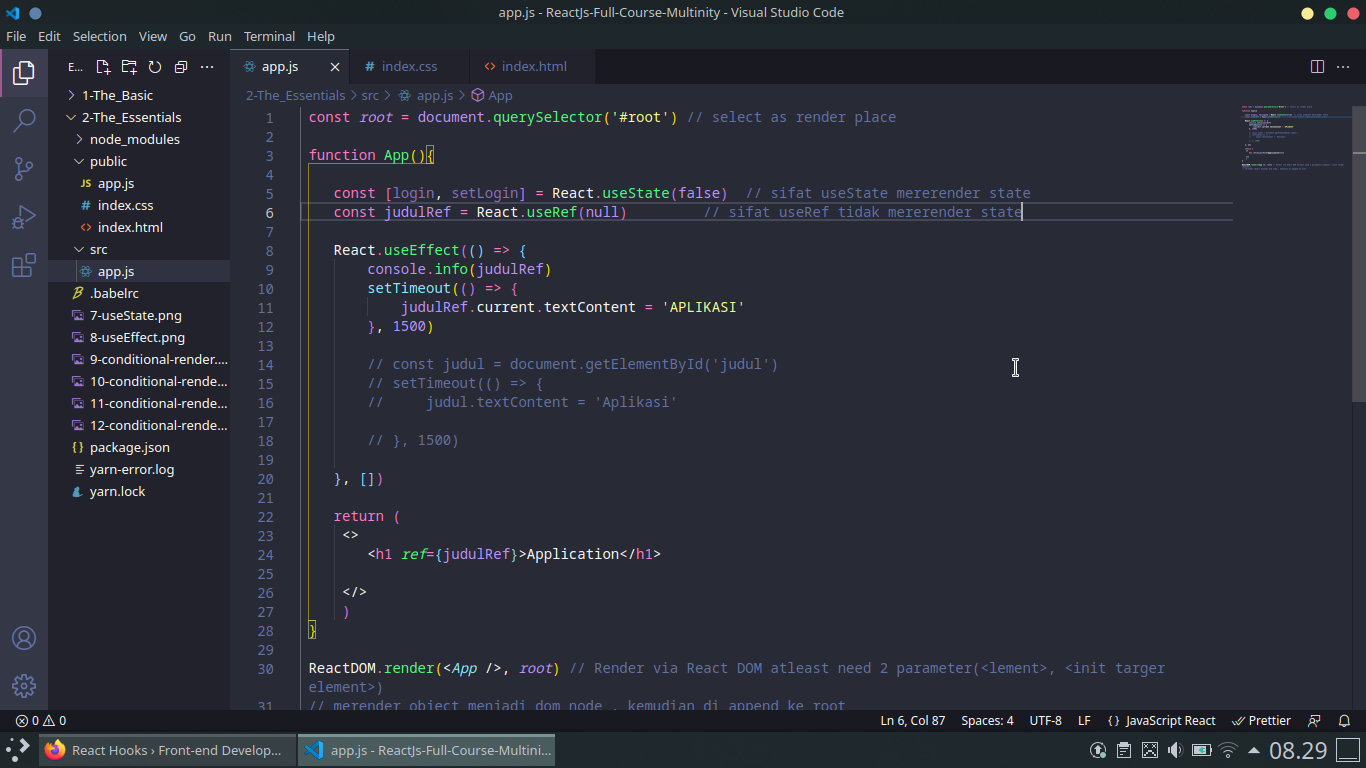 app.js - ReactJs-Full-Course-Multinity - Visual Studio Code
File Edit Selection View Go Run Terminal Help
E...
app.js
index.css
index.html
2-The_Essentials > src > app.js > App
1-The_Basic
2-The_Essentials
node_modules
public
JS app.js
# index.css
<> index.html
src
app.js
.babelrc
7-useState.png
8-useEffect.png
9-conditional-render....
10-conditional-rende...
11-conditional-rende...
12-conditional-rende...
package.json
yarn-error.log
yarn.lock
1 const root = document.querySelector('#root') // select as render place
2
3 function App(){
4
5 const [login, setLogin] = React.useState(false) // sifat useState mererender state
6 const judulRef = React.useRef(null) // sifat useRef tidak mererender state
7
8 React.useEffect(() => {
9 console.info(judulRef)
10 setTimeout(() => {
11 judulRef.current.textContent = 'APLIKASI'
12 }, 1500)
13
14 // const judul = document.getElementById('judul')
15 // setTimeout(() => {
16 // judul.textContent = 'Aplikasi'
17
18 // }, 1500)
19
20 }, [])
21
22 return (
23 <>
24 <h1 ref={judulRef}>Application</h1>
25
26 </>
27 )
28 }
29
30 ReactDOM.render(<App />, root) // Render via React DOM atleast need 2 parameter(<lement>, <init targer
element>)
31 // merender object menjadi dom node , kemudian di append ke root
0 0
Ln 6, Col 87 Spaces: 4 UTF-8 LF {} JavaScript React Prettier
React Hooks › Front-end Develop...
app.js - ReactJs-Full-Course-Multini...
08.29